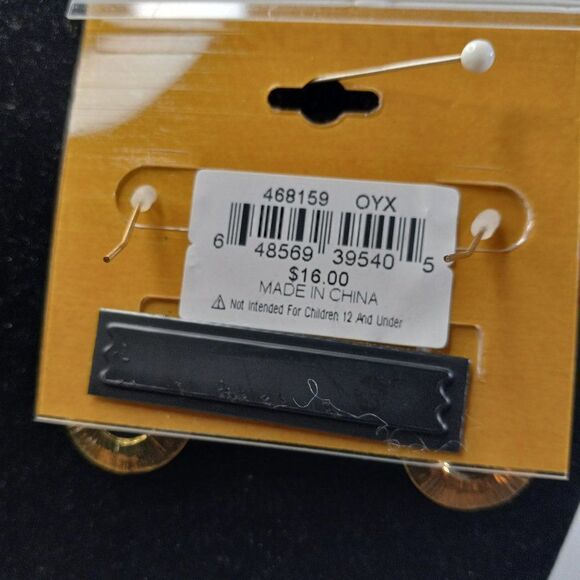 468159 OYX
6 48569 39540 5
$16.00
MADE IN CHINA
⚠ Not Intended For Children 12 And Under